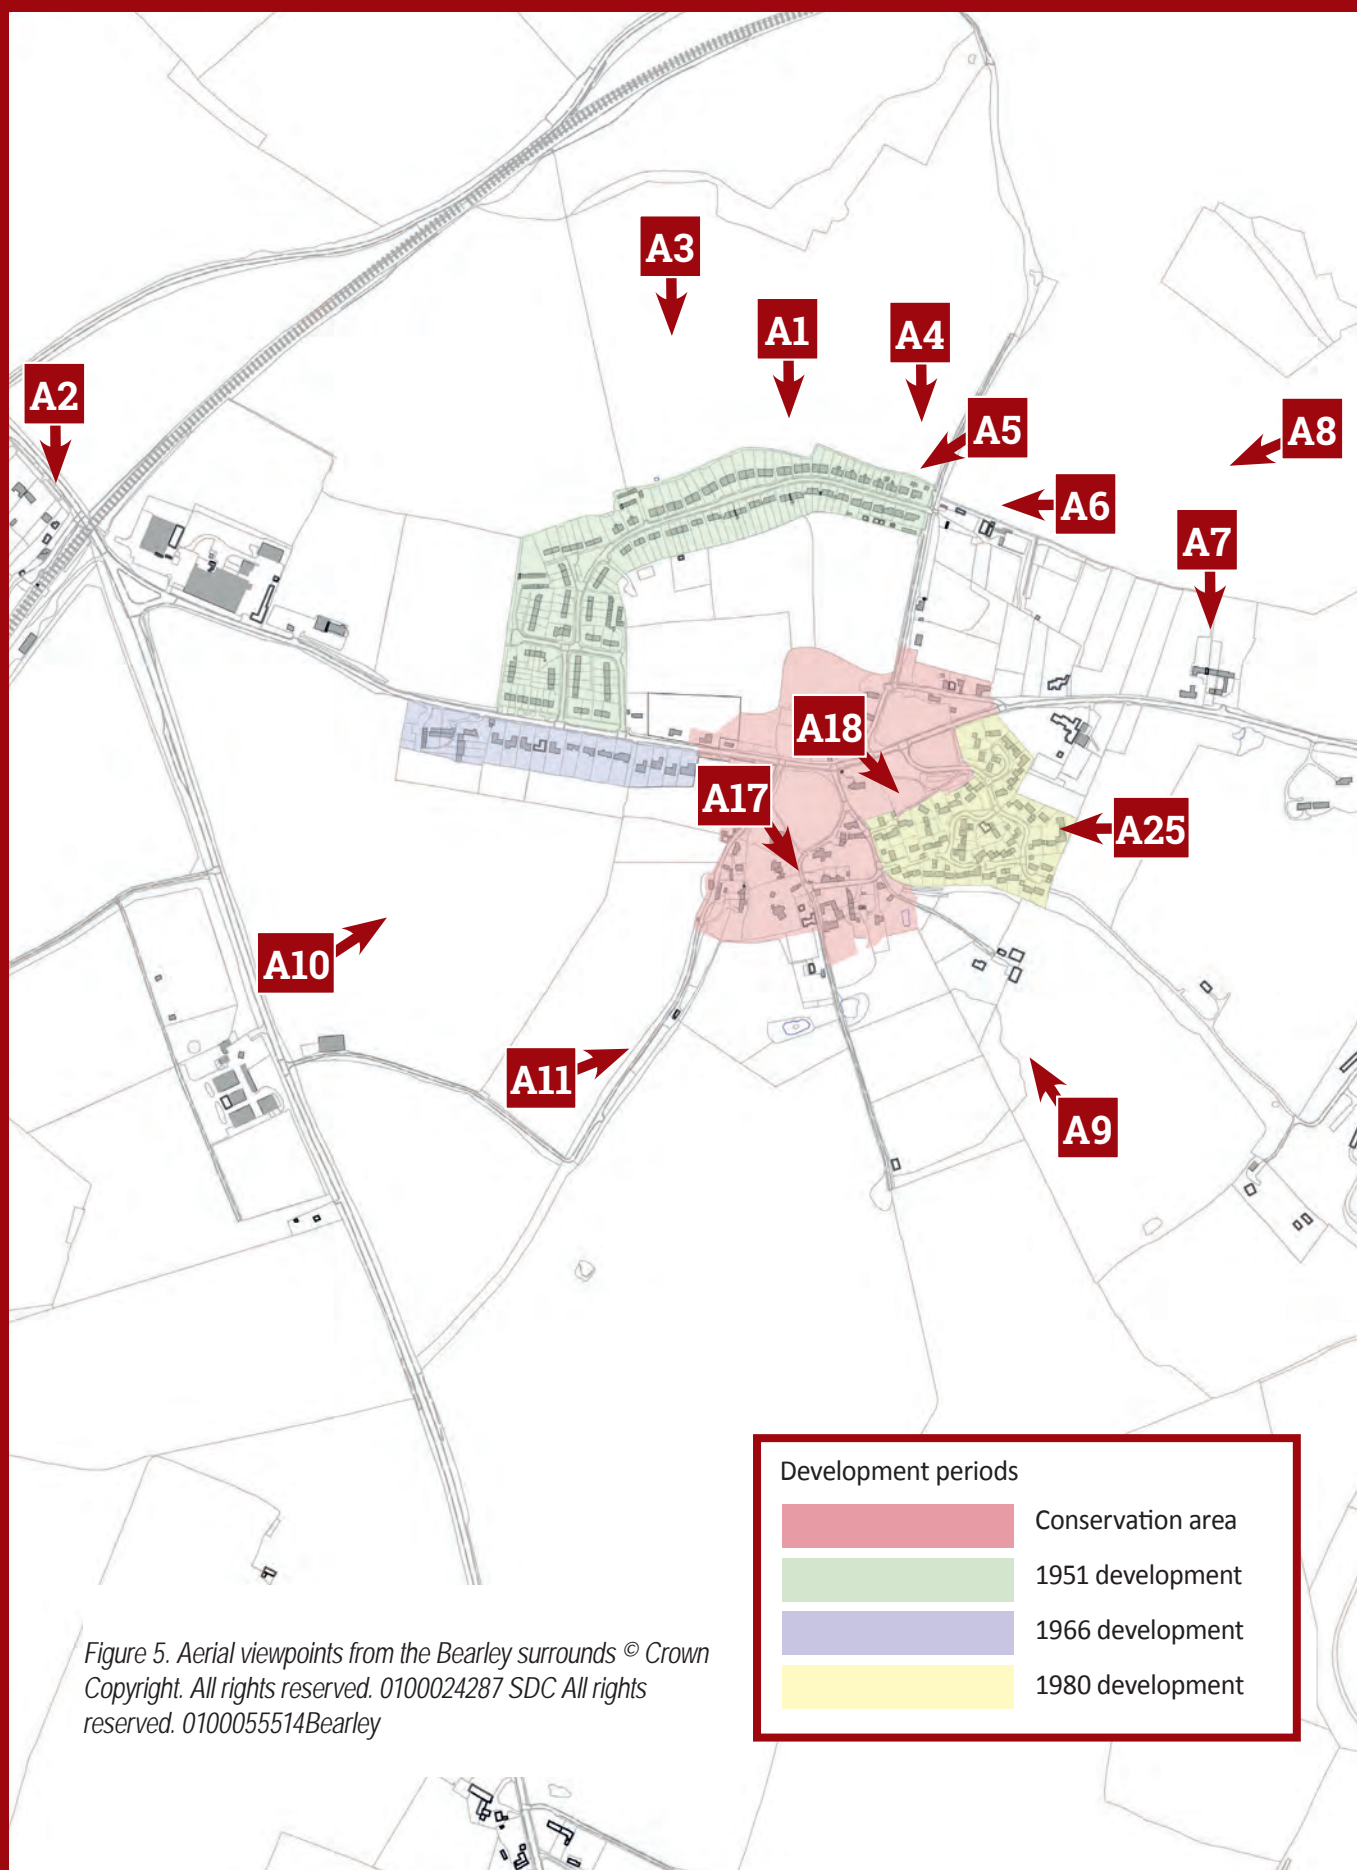 A3
A1
A4
A2
A5
A8
A6
A7
A18
A17
A25
A10
A11
A9
Development periods
Conservation area
1951 development
1966 development
1980 development
Figure 5. Aerial viewpoints from the Bearley surrounds © Crown
Copyright. All rights reserved. 0100024287 SDC All rights
reserved. 0100055514Bearley